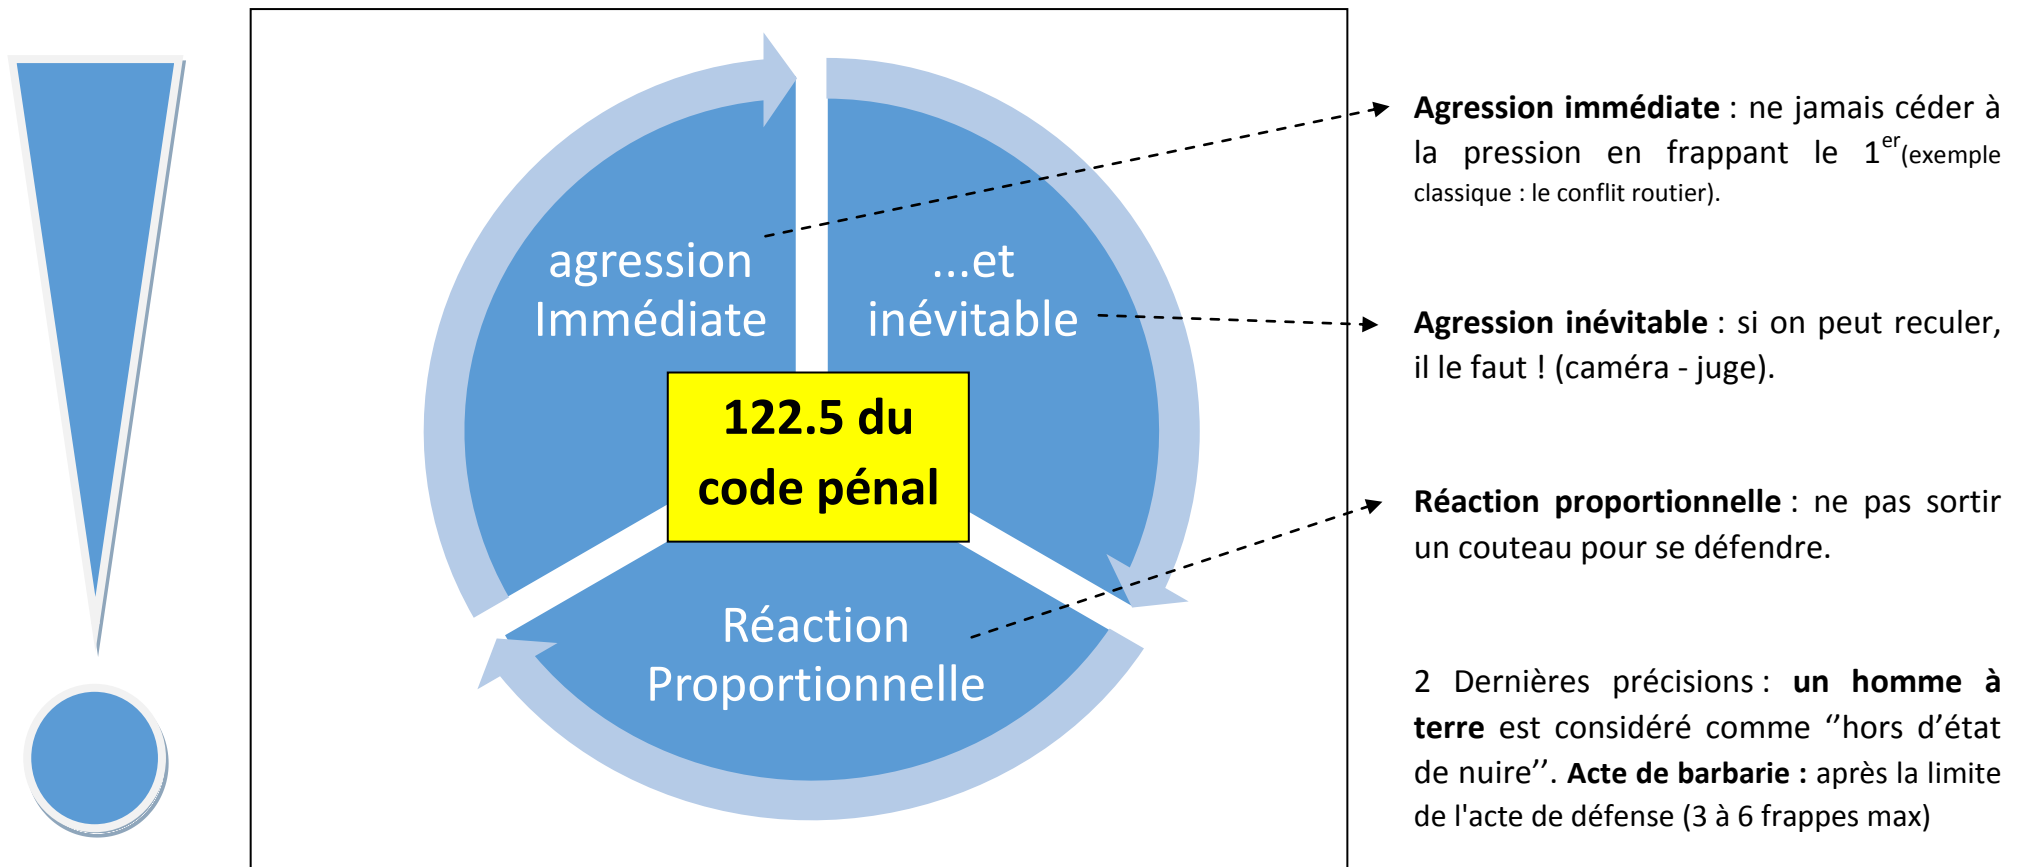 agression
Immédiate
...et
inévitable
122.5 du
code pénal
Réaction
Proportionnelle
Agression immédiate : ne jamais céder à
la pression en frappant le 1er(exemple
classique : le conflit routier).
Agression inévitable : si on peut reculer,
il le faut ! (caméra - juge).
Réaction proportionnelle : ne pas sortir
un couteau pour se défendre.
2 Dernières précisions : un homme à
terre est considéré comme ‘’hors d’état
de nuire’’. Acte de barbarie : après la limite
de l'acte de défense (3 à 6 frappes max)